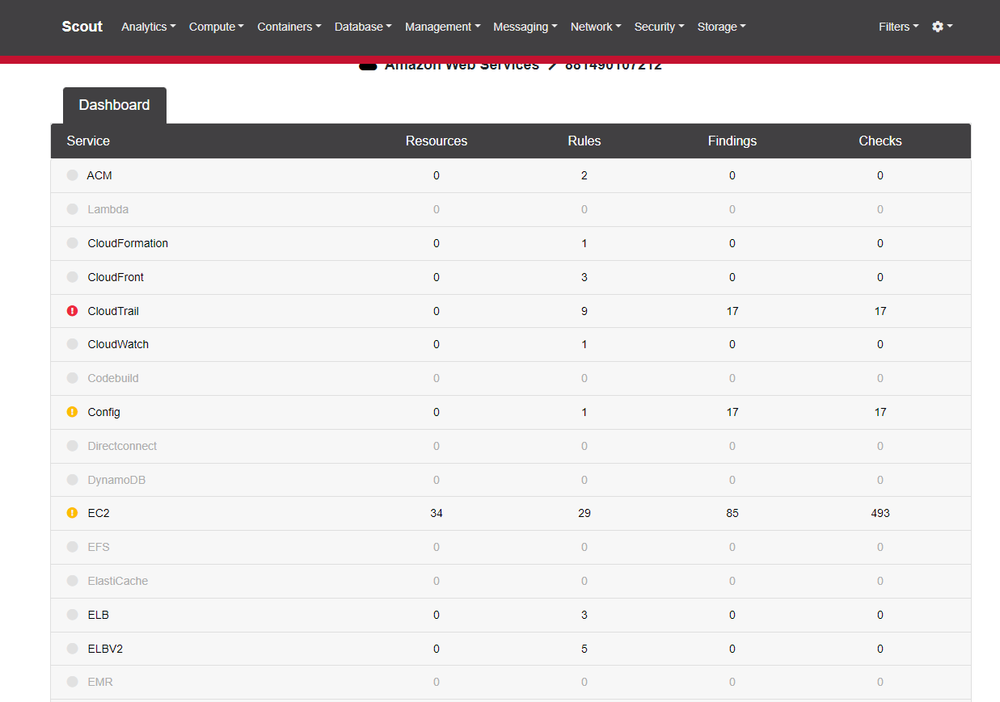 Scout Analytics Compute Containers Database Management Messaging Network Security Storage Filters
Amazon Web Services > 881490107212
Dashboard
Service Resources Rules Findings Checks
ACM 0 2 0 0
Lambda 0 0 0 0
CloudFormation 0 1 0 0
CloudFront 0 3 0 0
CloudTrail 0 9 17 17
CloudWatch 0 1 0 0
Codebuild 0 0 0 0
Config 0 1 17 17
Directconnect 0 0 0 0
DynamoDB 0 0 0 0
EC2 34 29 85 493
EFS 0 0 0 0
ElastiCache 0 0 0 0
ELB 0 3 0 0
ELBV2 0 5 0 0
EMR 0 0 0 0